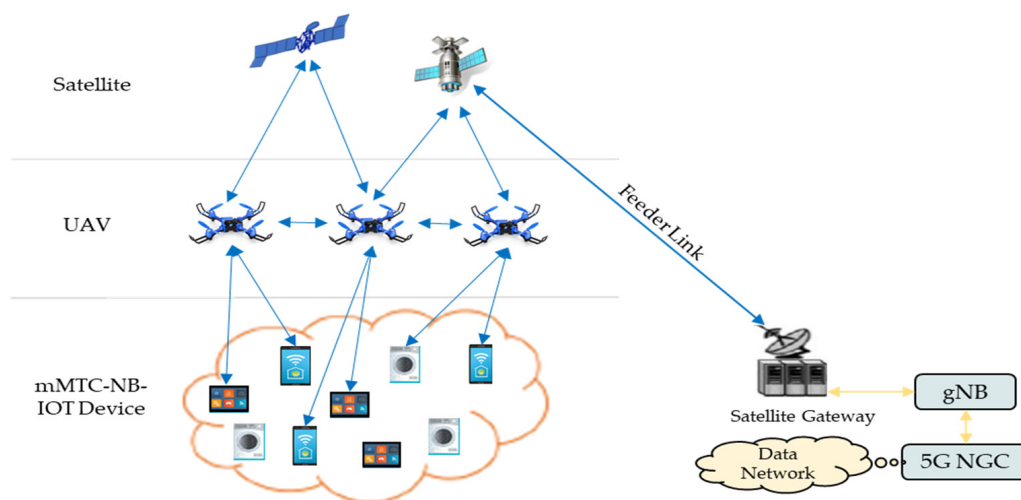 Satellite
UAV
Feeder Link
mMTC-NB-
IOT Device
Satellite Gateway
gNB
5G NGC
Data
Network